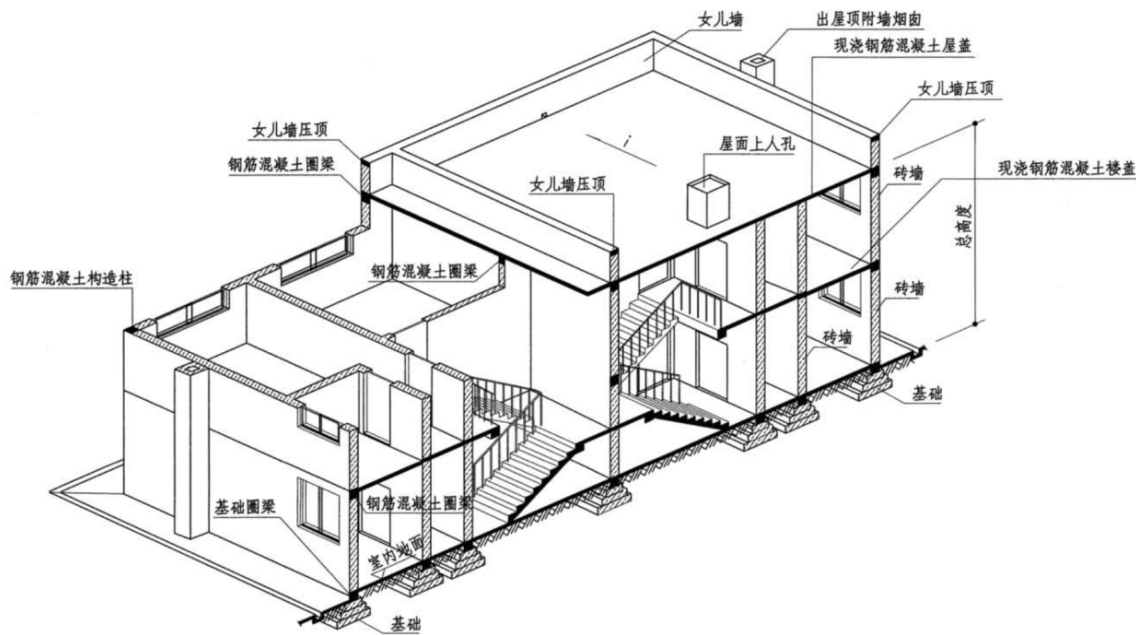 女儿墙
出屋顶附墙烟囱
现浇钢筋混凝土屋盖
女儿墙压顶
女儿墙压顶
钢筋混凝土圈梁
屋面上人孔
女儿墙压顶
砖墙
现浇钢筋混凝土楼盖
总高度
钢筋混凝土构造柱
钢筋混凝土圈梁
砖墙
砖墙
基础
基础圈梁
钢筋混凝土圈梁
室内地面
基础
i